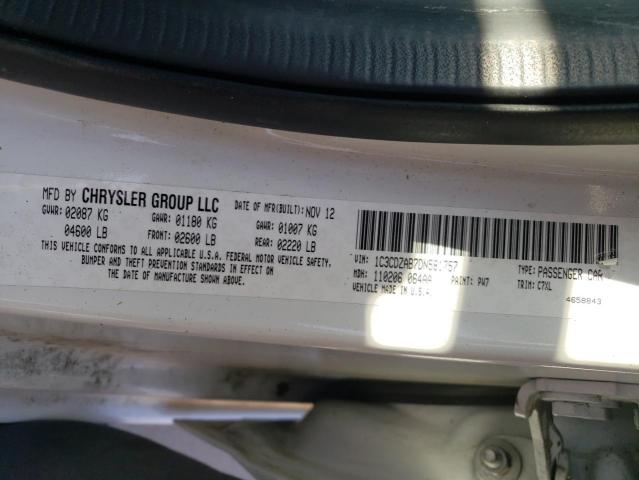 MFD BY CHRYSLER GROUP LLC DATE OF MFR(BUILT): NOV 12
GVWR: 02087 KG GAWR: 01180 KG GAWR: 01007 KG
04600 LB FRONT: 02600 LB REAR: 02220 LB
THIS VEHICLE CONFORMS TO ALL APPLICABLE U.S.A. FEDERAL MOTOR VEHICLE SAFETY,
BUMPER AND THEFT PREVENTION STANDARDS IN EFFECT ON
THE DATE OF MANUFACTURE SHOWN ABOVE.
VIN: TYPE: PASSENGER CAR
MDH: 110206 064AA PAINT: PW7 TRIM: C7XL
VEHICLE MADE IN U.S.A.
4658843